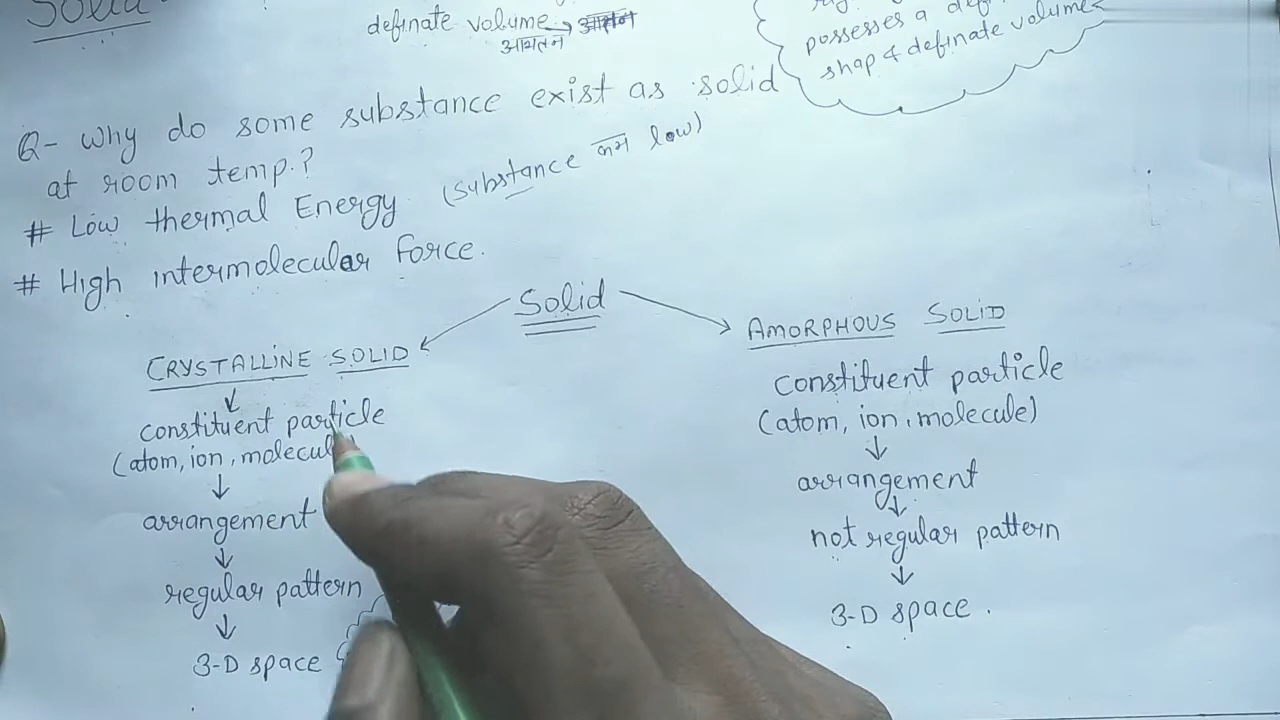 Solid
definate volume → आयतन
आयतन
possesses a
shap & definate volume
Q- Why do some substance exist as solid
at room temp.?
# Low thermal Energy (substance कम low)
# High intermolecular force.
Solid
CRYSTALLINE SOLID
constituent particle
(atom, ion, molecule)
↓
arrangement
↓
regular pattern
↓
3-D space
AMORPHOUS SOLID
constituent particle
(atom, ion, molecule)
↓
arrangement
↓
not regular pattern
↓
3-D space.